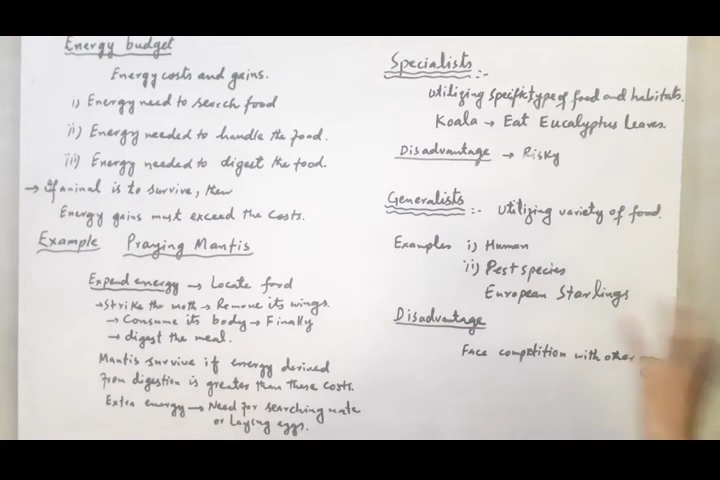 Energy budget
Energy costs and gains.
i) Energy need to search food
ii) Energy needed to handle the food.
iii) Energy needed to digest the food.
→ If animal is to survive, then
Energy gains must exceed the costs.
Example Praying Mantis
Expend energy → Locate food
→ Strike the moth → Remove its wings.
→ Consume its body → Finally
→ digest the meal.
Mantis survive if energy derived
from digestion is greater than these costs.
Extra energy → Need for searching mate
or Laying eggs.
Specialists :-
Utilizing specific type of food and habitats.
Koala → Eat Eucalyptus leaves.
Disadvantage → Risky
Generalists :- Utilizing variety of food.
Examples i) Human
ii) Pest species
European Starlings
Disadvantage
Face compitition with other